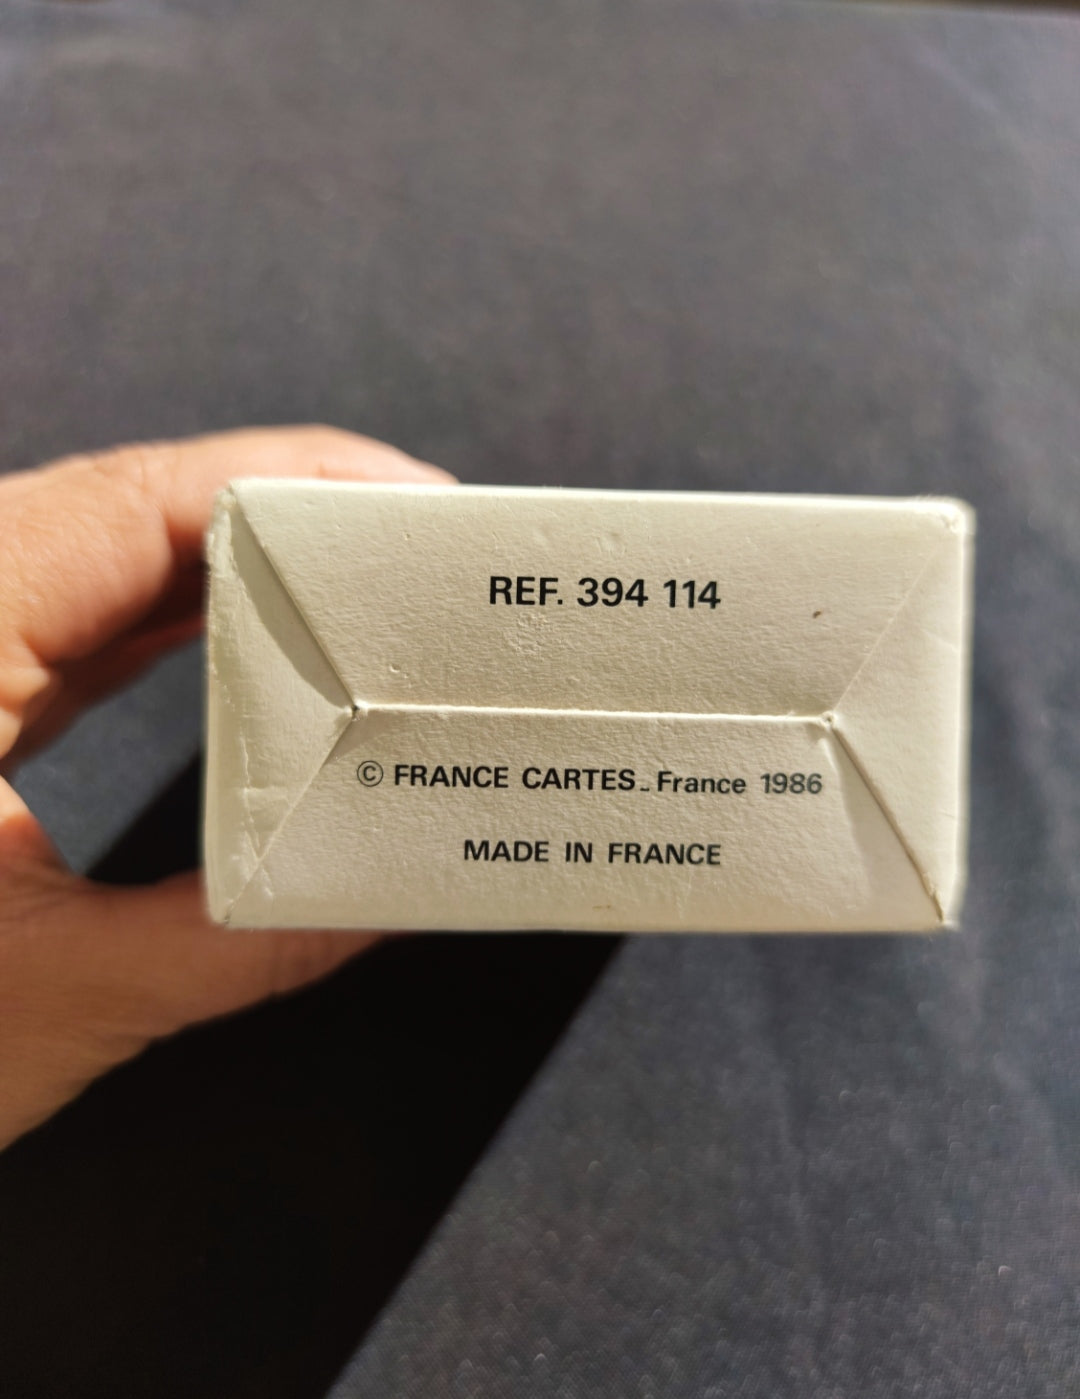 REF. 394 114
© FRANCE CARTES - France 1986
MADE IN FRANCE